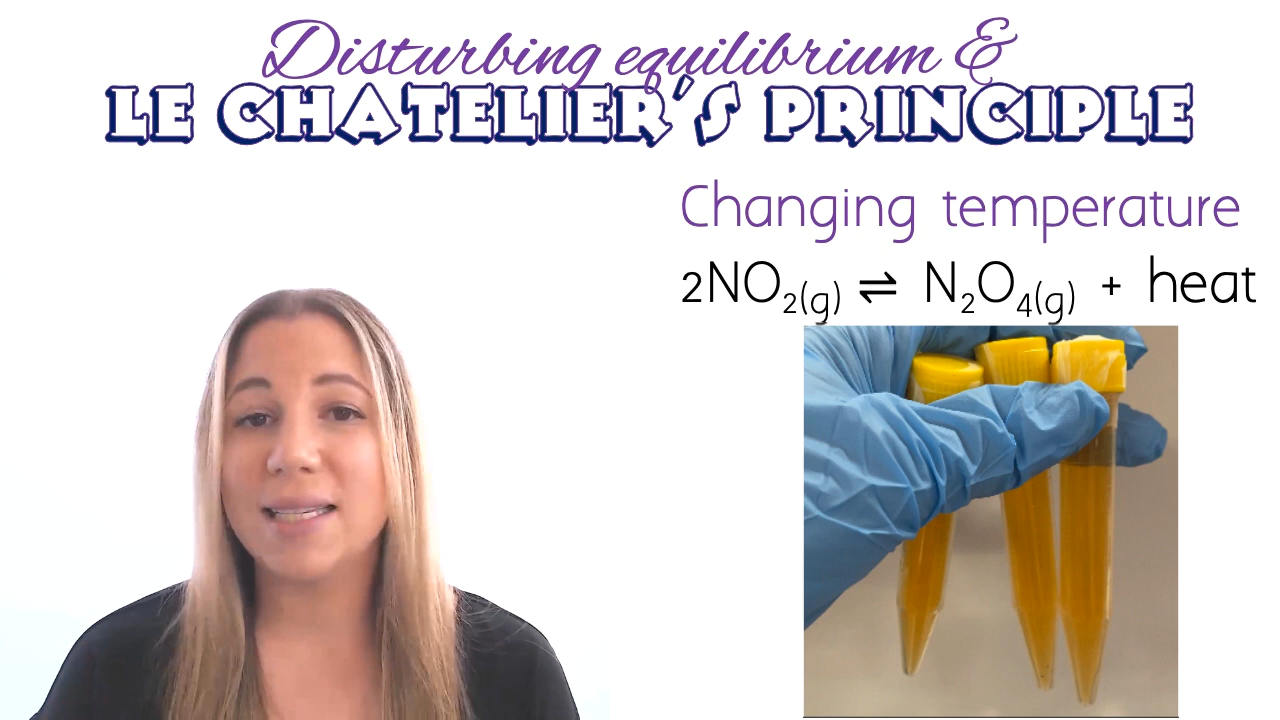 Disturbing equilibrium &
LE CHATELIER'S PRINCIPLE
Changing temperature
2NO₂(g) ⇌ N₂O₄(g) + heat